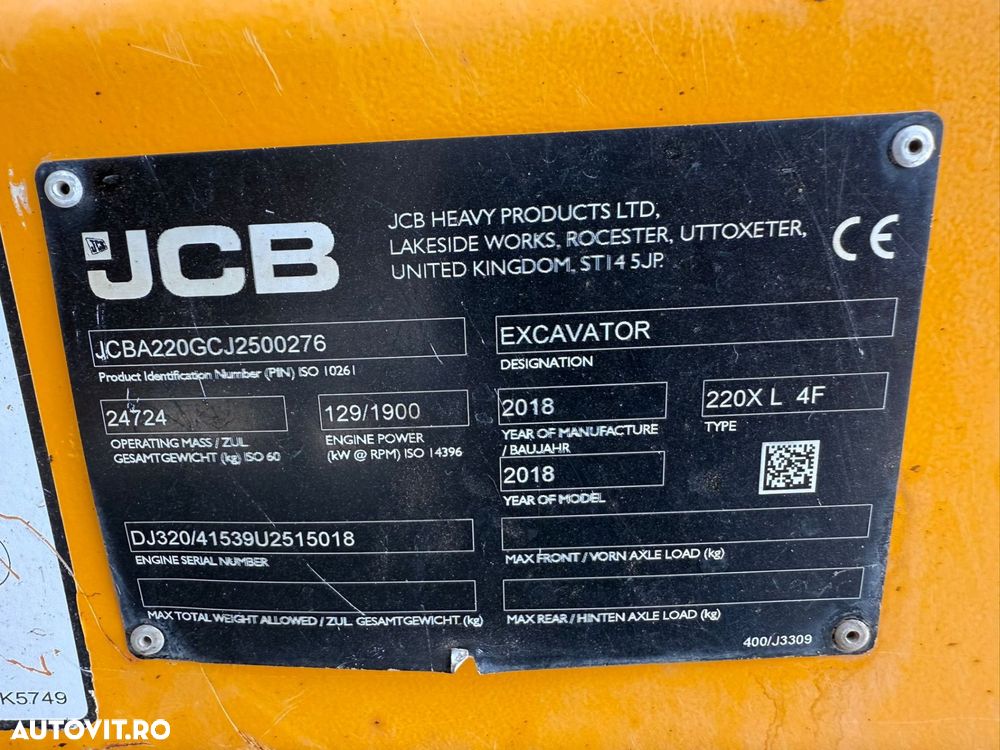 JCB
JCB HEAVY PRODUCTS LTD,
LAKESIDE WORKS, ROCESTER, UTTOXETER,
UNITED KINGDOM, ST14 5JP.
CE
JCBA220GCJ2500276
Product Identification Number (PIN) ISO 10261
EXCAVATOR
DESIGNATION
24724
OPERATING MASS / ZUL
GESAMTGEWICHT (kg) ISO 60
129/1900
ENGINE POWER
(kW @ RPM) ISO 14396
2018
YEAR OF MANUFACTURE
/ BAUJAHR
220X L 4F
TYPE
2018
YEAR OF MODEL
DJ320/41539U2515018
ENGINE SERIAL NUMBER
MAX FRONT / VORN AXLE LOAD (kg)
MAX TOTAL WEIGHT ALLOWED / ZUL. GESAMTGEWICHT. (kg)
MAX REAR / HINTEN AXLE LOAD (kg)
400/J3309
K5749
AUTOVIT.RO